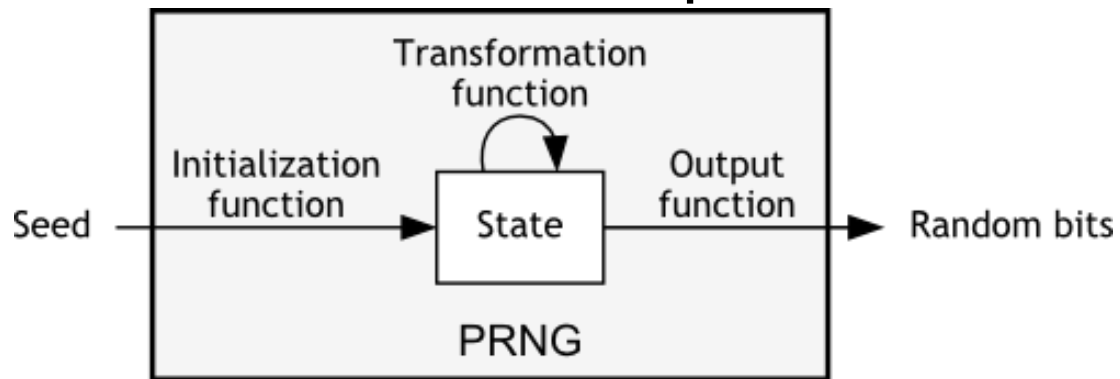 Transformation
function
Initialization
function
Output
function
Seed
State
Random bits
PRNG